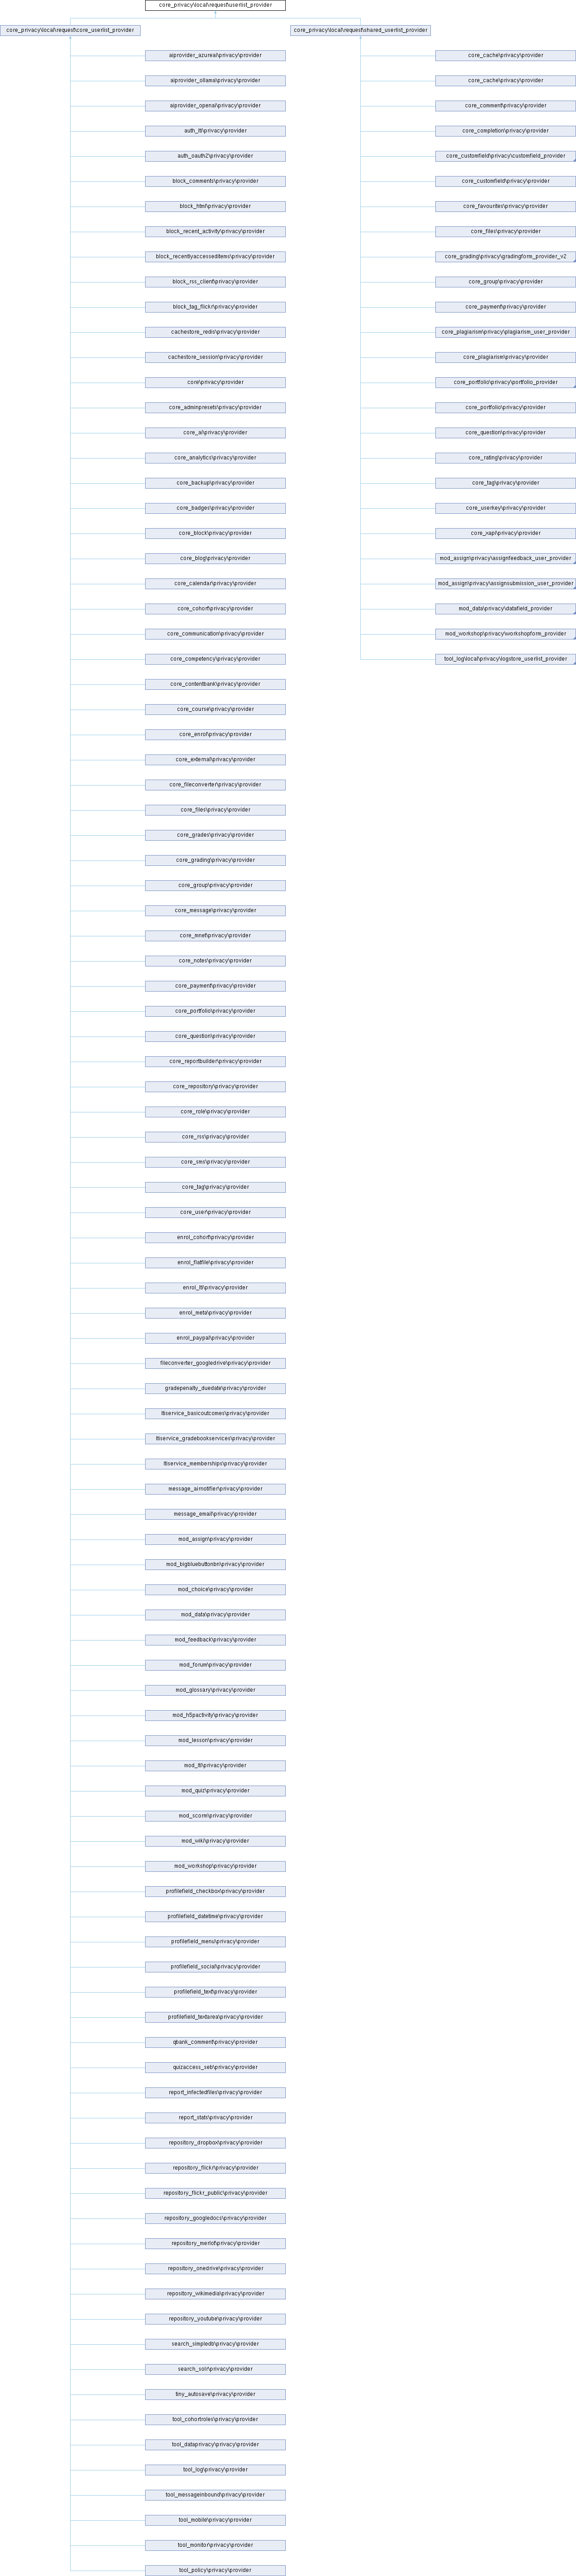 core_privacy\local\request\userlist_provider
core_privacy\local\request\core_userlist_provider
core_privacy\local\request\shared_userlist_provider
aiprovider_azureai\privacy\provider
aiprovider_ollama\privacy\provider
aiprovider_openai\privacy\provider
auth_lti\privacy\provider
auth_oauth2\privacy\provider
block_comments\privacy\provider
block_html\privacy\provider
block_recent_activity\privacy\provider
block_recentlyaccesseditems\privacy\provider
block_rss_client\privacy\provider
block_tag_flickr\privacy\provider
cachestore_redis\privacy\provider
cachestore_session\privacy\provider
core\privacy\provider
core_adminpresets\privacy\provider
core_ai\privacy\provider
core_analytics\privacy\provider
core_backup\privacy\provider
core_badges\privacy\provider
core_block\privacy\provider
core_blog\privacy\provider
core_calendar\privacy\provider
core_cohort\privacy\provider
core_communication\privacy\provider
core_competency\privacy\provider
core_contentbank\privacy\provider
core_course\privacy\provider
core_enrol\privacy\provider
core_external\privacy\provider
core_fileconverter\privacy\provider
core_files\privacy\provider
core_grades\privacy\provider
core_grading\privacy\provider
core_group\privacy\provider
core_message\privacy\provider
core_mnet\privacy\provider
core_notes\privacy\provider
core_payment\privacy\provider
core_portfolio\privacy\provider
core_question\privacy\provider
core_reportbuilder\privacy\provider
core_repository\privacy\provider
core_role\privacy\provider
core_rss\privacy\provider
core_sms\privacy\provider
core_tag\privacy\provider
core_user\privacy\provider
enrol_cohort\privacy\provider
enrol_flatfile\privacy\provider
enrol_lti\privacy\provider
enrol_meta\privacy\provider
enrol_paypal\privacy\provider
fileconverter_googledrive\privacy\provider
gradepenalty_duedate\privacy\provider
ltiservice_basicoutcomes\privacy\provider
ltiservice_gradebookservices\privacy\provider
ltiservice_memberships\privacy\provider
message_airnotifier\privacy\provider
message_email\privacy\provider
mod_assign\privacy\provider
mod_bigbluebuttonbn\privacy\provider
mod_choice\privacy\provider
mod_data\privacy\provider
mod_feedback\privacy\provider
mod_forum\privacy\provider
mod_glossary\privacy\provider
mod_h5pactivity\privacy\provider
mod_lesson\privacy\provider
mod_lti\privacy\provider
mod_quiz\privacy\provider
mod_scorm\privacy\provider
mod_wiki\privacy\provider
mod_workshop\privacy\provider
profilefield_checkbox\privacy\provider
profilefield_datetime\privacy\provider
profilefield_menu\privacy\provider
profilefield_social\privacy\provider
profilefield_text\privacy\provider
profilefield_textarea\privacy\provider
qbank_comment\privacy\provider
quizaccess_seb\privacy\provider
report_infectedfiles\privacy\provider
report_stats\privacy\provider
repository_dropbox\privacy\provider
repository_flickr\privacy\provider
repository_flickr_public\privacy\provider
repository_googledocs\privacy\provider
repository_merlot\privacy\provider
repository_onedrive\privacy\provider
repository_wikimedia\privacy\provider
repository_youtube\privacy\provider
search_simpledb\privacy\provider
search_solr\privacy\provider
tiny_autosave\privacy\provider
tool_cohortroles\privacy\provider
tool_dataprivacy\privacy\provider
tool_log\privacy\provider
tool_messageinbound\privacy\provider
tool_mobile\privacy\provider
tool_monitor\privacy\provider
tool_policy\privacy\provider
core_cache\privacy\provider
core_cache\privacy\provider
core_comment\privacy\provider
core_completion\privacy\provider
core_customfield\privacy\customfield_provider
core_customfield\privacy\provider
core_favourites\privacy\provider
core_files\privacy\provider
core_grading\privacy\gradingform_provider_v2
core_group\privacy\provider
core_payment\privacy\provider
core_plagiarism\privacy\plagiarism_user_provider
core_plagiarism\privacy\provider
core_portfolio\privacy\portfolio_provider
core_portfolio\privacy\provider
core_question\privacy\provider
core_rating\privacy\provider
core_tag\privacy\provider
core_userkey\privacy\provider
core_xapi\privacy\provider
mod_assign\privacy\assignfeedback_user_provider
mod_assign\privacy\assignsubmission_user_provider
mod_data\privacy\datafield_provider
mod_workshop\privacy\workshopform_provider
tool_log\local\privacy\logstore_userlist_provider